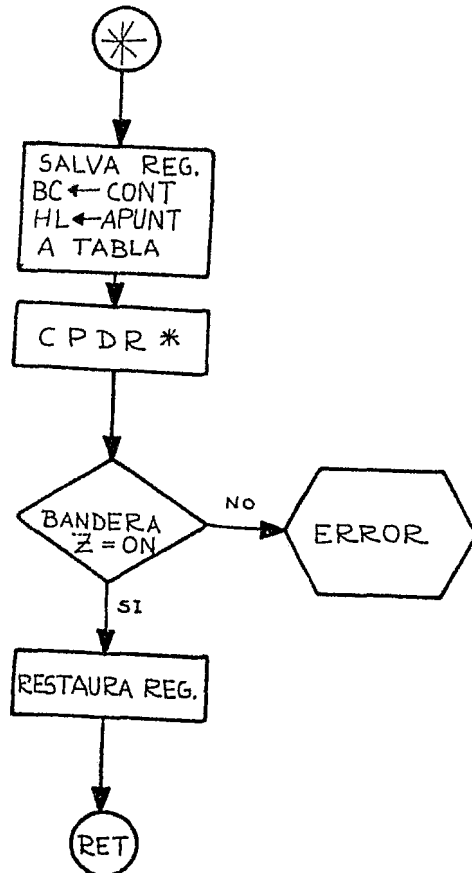 *
SALVA REG.
BC ← CONT
HL ← APUNT
A TABLA
CPDR *
BANDERA
Z = ON
NO
ERROR
SI
RESTAURA REG.
RET